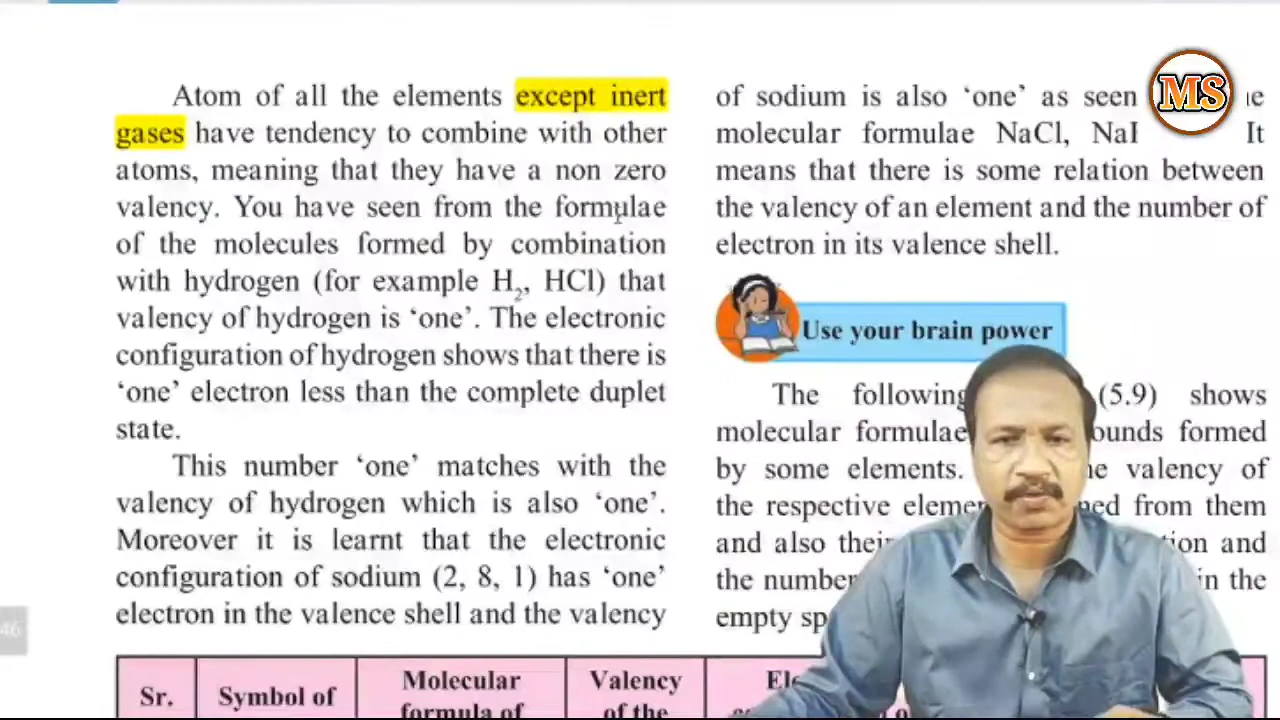 Atom of all the elements except inert
gases have tendency to combine with other
atoms, meaning that they have a non zero
valency. You have seen from the formulae
of the molecules formed by combination
with hydrogen (for example H₂, HCl) that
valency of hydrogen is ‘one’. The electronic
configuration of hydrogen shows that there is
‘one’ electron less than the complete duplet
state.
This number ‘one’ matches with the
valency of hydrogen which is also ‘one’.
Moreover it is learnt that the electronic
configuration of sodium (2, 8, 1) has ‘one’
electron in the valence shell and the valency
46
of sodium is also ‘one’ as seen
molecular formulae NaCl, NaI It
means that there is some relation between
the valency of an element and the number of
electron in its valence shell.
MS
Use your brain power
The following (5.9) shows
molecular formulae formed
by some elements. valency of
the respective from them
and also and
the number in the
empty
Sr.
Symbol of
Molecular
formula of
Valency
of the